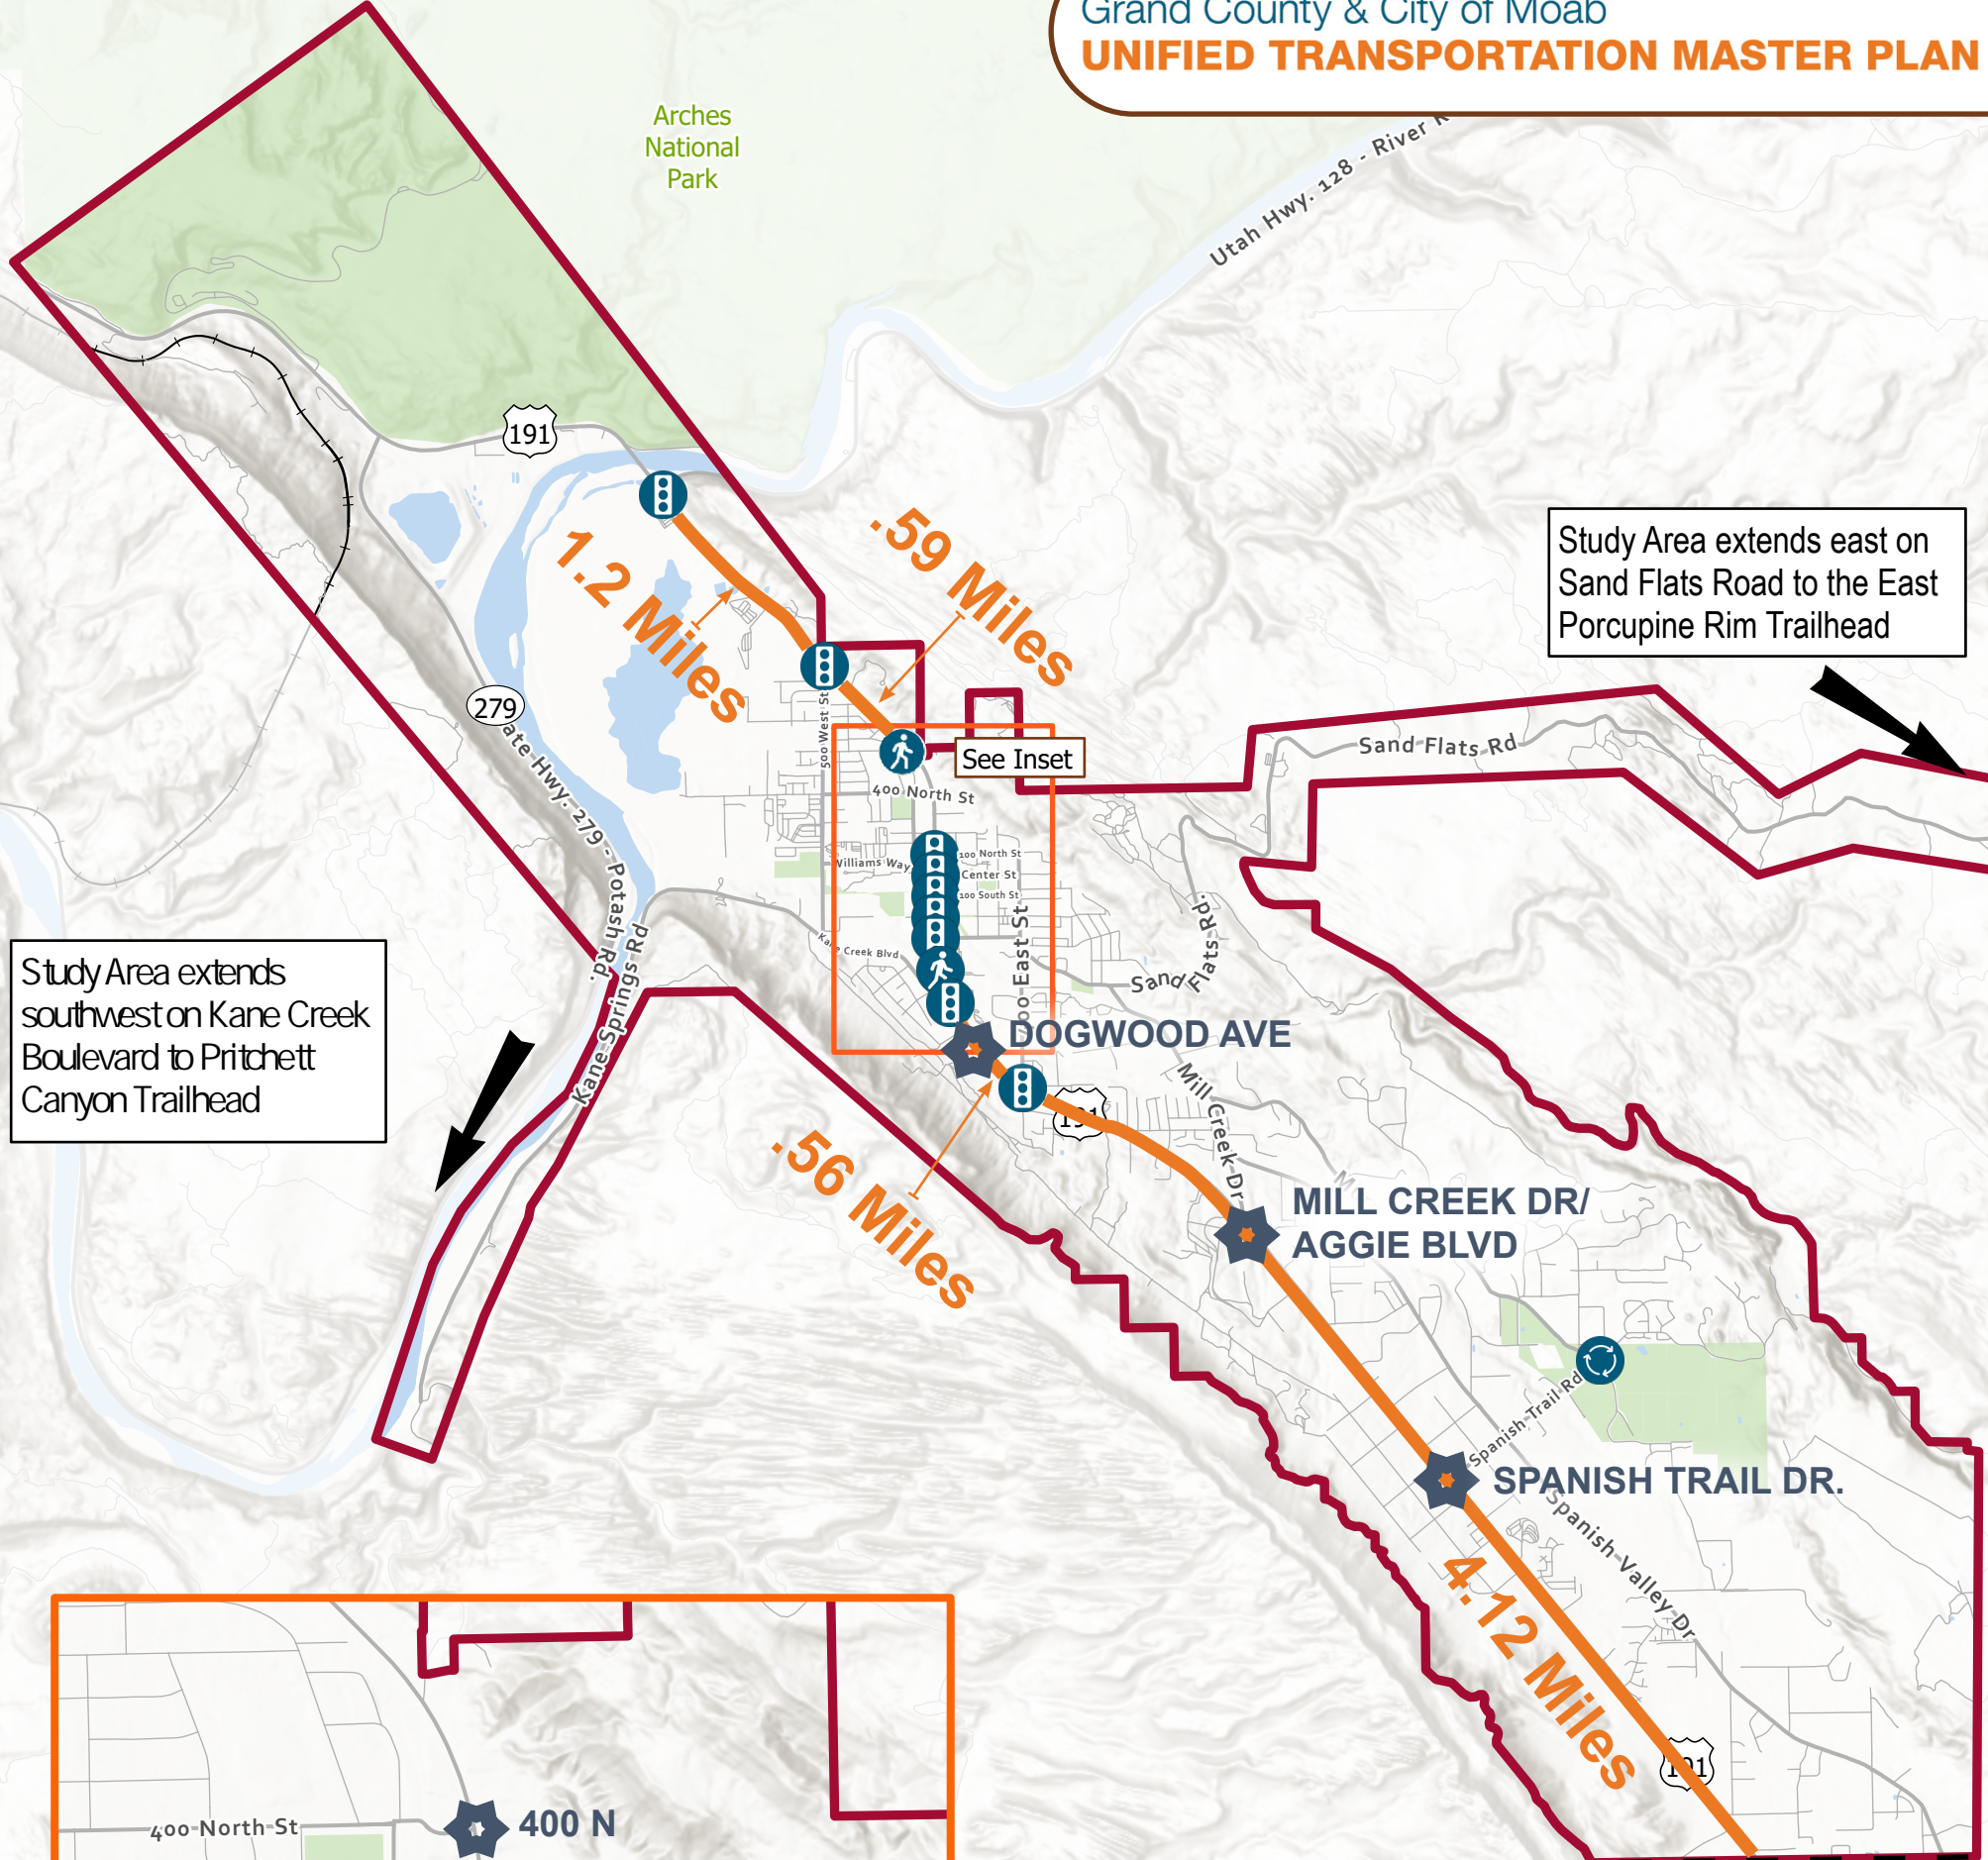 Grand County & City of Moab
UNIFIED TRANSPORTATION MASTER PLAN
Arches
National
Park
Utah Hwy. 128 - River
191
.59 Miles
1.2 Miles
Study Area extends east on
Sand Flats Road to the East
Porcupine Rim Trailhead
279
State Hwy. 279 - Potash Rd.
500 West St
See Inset
Sand Flats Rd
400 North St
Williams Way
100 North St
Center St
100 South St
Kane Creek Blvd
East St
Sand Flats Rd.
Kane Springs Rd
Study Area extends
southwest on Kane Creek
Boulevard to Pritchett
Canyon Trailhead
DOGWOOD AVE
191
Mill Creek Dr
.56 Miles
MILL CREEK DR/
AGGIE BLVD
Spanish Trail Rd
SPANISH TRAIL DR.
Spanish Valley Dr
4.12 Miles
191
400 North St
400 N